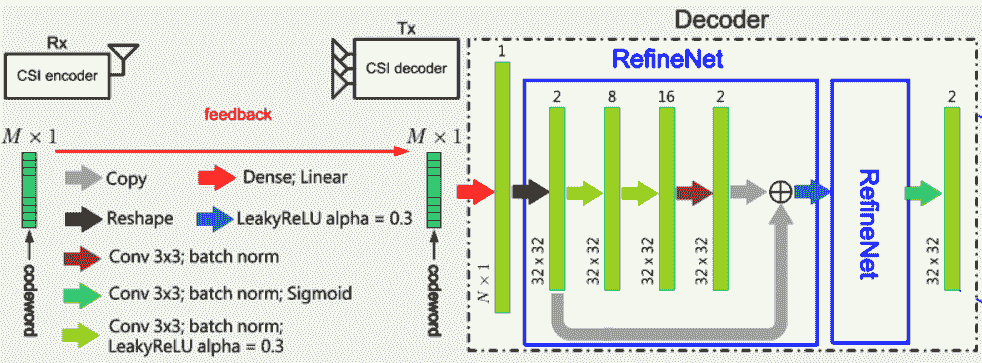 Decoder
Rx
CSI encoder
Tx
CSI decoder
feedback
M × 1
M × 1
codeword
codeword
Copy
Dense; Linear
Reshape
LeakyReLU alpha = 0.3
Conv 3x3; batch norm
Conv 3x3; batch norm; Sigmoid
Conv 3x3; batch norm;
LeakyReLU alpha = 0.3
1
N × 1
RefineNet
2
8
16
2
32 x 32
32 x 32
32 x 32
32 x 32
RefineNet
2
32 x 32